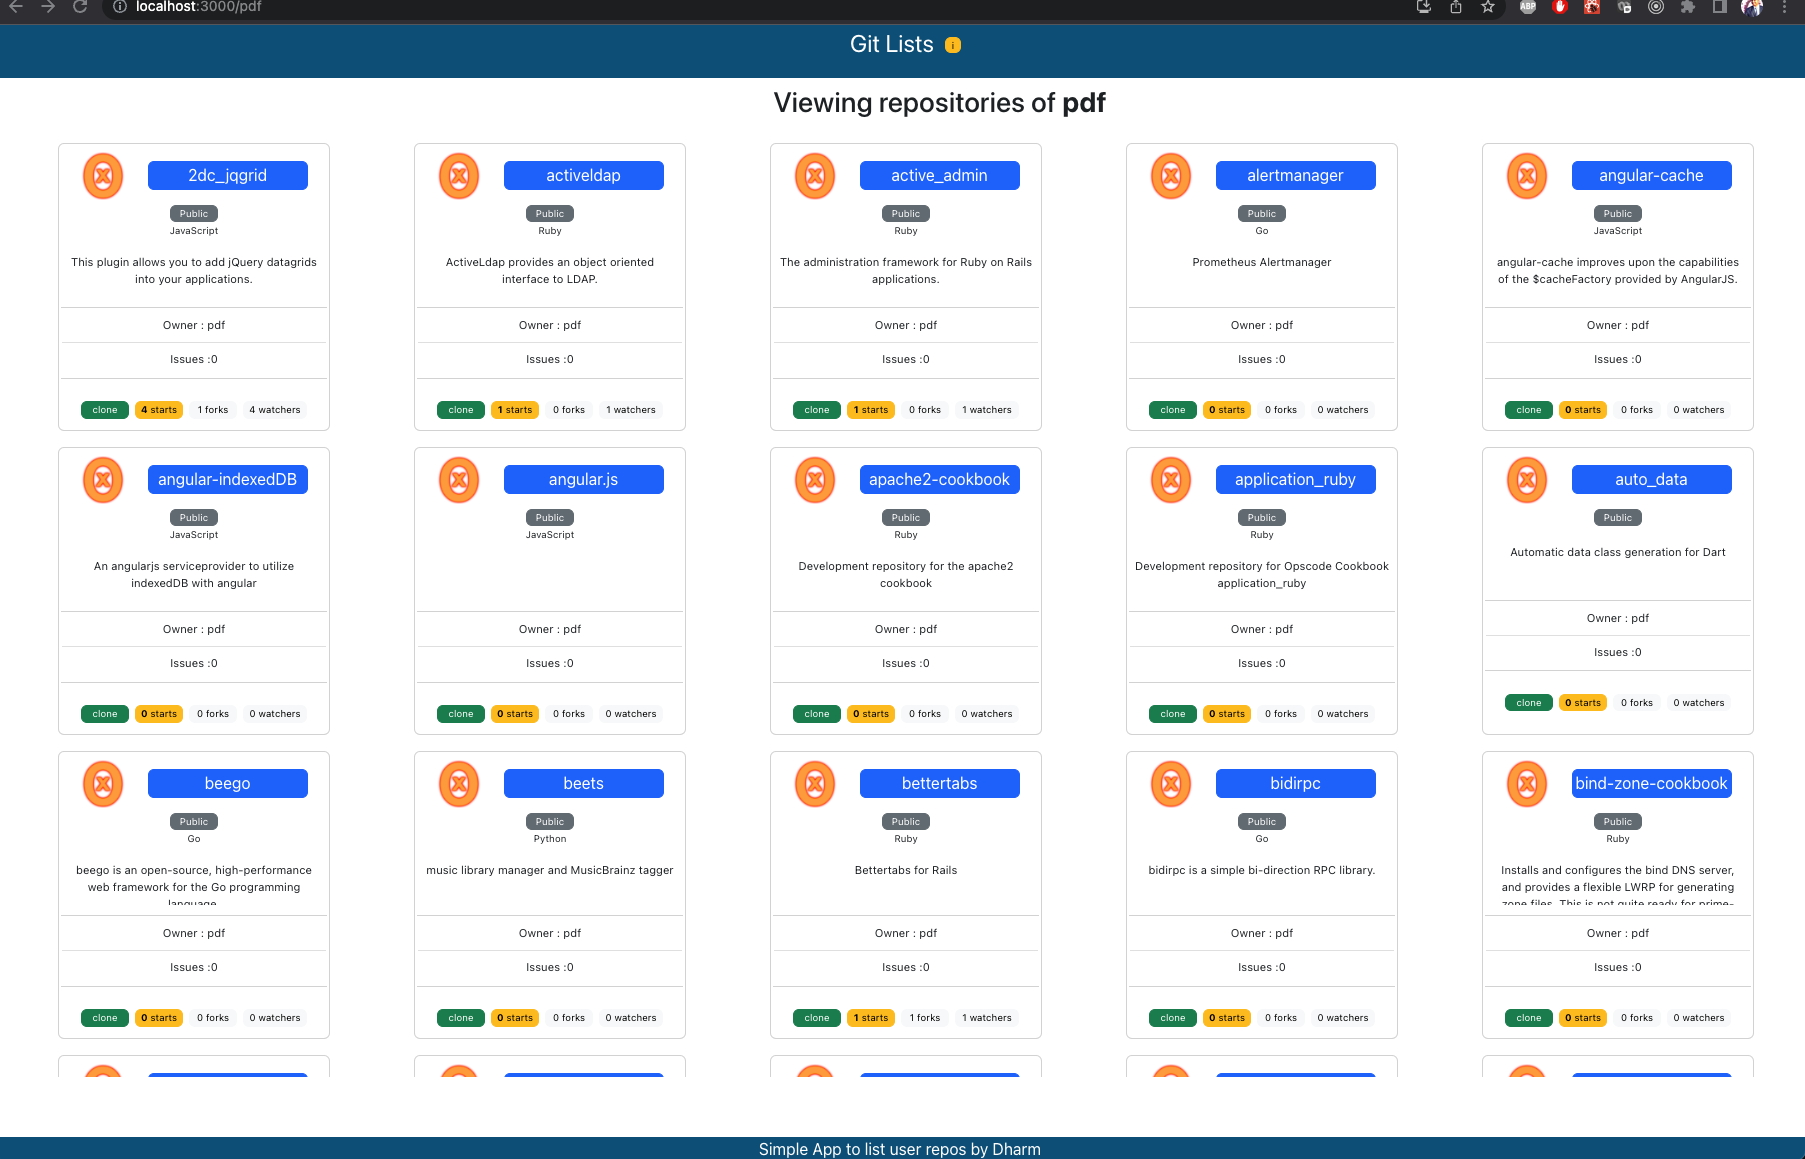 localhost:3000/pdf
ABP
Git Lists i
Viewing repositories of pdf
2dc_jqgrid
Public
JavaScript
This plugin allows you to add jQuery datagrids
into your applications.
Owner : pdf
Issues :0
clone 4 starts 1 forks 4 watchers
activeldap
Public
Ruby
ActiveLdap provides an object oriented
interface to LDAP.
Owner : pdf
Issues :0
clone 1 starts 0 forks 1 watchers
active_admin
Public
Ruby
The administration framework for Ruby on Rails
applications.
Owner : pdf
Issues :0
clone 1 starts 0 forks 1 watchers
alertmanager
Public
Go
Prometheus Alertmanager
Owner : pdf
Issues :0
clone 0 starts 0 forks 0 watchers
angular-cache
Public
JavaScript
angular-cache improves upon the capabilities
of the $cacheFactory provided by AngularJS.
Owner : pdf
Issues :0
clone 0 starts 0 forks 0 watchers
angular-indexedDB
Public
JavaScript
An angularjs serviceprovider to utilize
indexedDB with angular
Owner : pdf
Issues :0
clone 0 starts 0 forks 0 watchers
angular.js
Public
JavaScript
Owner : pdf
Issues :0
clone 0 starts 0 forks 0 watchers
apache2-cookbook
Public
Ruby
Development repository for the apache2
cookbook
Owner : pdf
Issues :0
clone 0 starts 0 forks 0 watchers
application_ruby
Public
Ruby
Development repository for Opscode Cookbook
application_ruby
Owner : pdf
Issues :0
clone 0 starts 0 forks 0 watchers
auto_data
Public
Automatic data class generation for Dart
Owner : pdf
Issues :0
clone 0 starts 0 forks 0 watchers
beego
Public
Go
beego is an open-source, high-performance
web framework for the Go programming
language.
Owner : pdf
Issues :0
clone 0 starts 0 forks 0 watchers
beets
Public
Python
music library manager and MusicBrainz tagger
Owner : pdf
Issues :0
clone 0 starts 0 forks 0 watchers
bettertabs
Public
Ruby
Bettertabs for Rails
Owner : pdf
Issues :0
clone 1 starts 1 forks 1 watchers
bidirpc
Public
Go
bidirpc is a simple bi-direction RPC library.
Owner : pdf
Issues :0
clone 0 starts 0 forks 0 watchers
bind-zone-cookbook
Public
Ruby
Installs and configures the bind DNS server,
and provides a flexible LWRP for generating
zone files. This is not quite ready for prime-
Owner : pdf
Issues :0
clone 0 starts 0 forks 0 watchers
Simple App to list user repos by Dharm